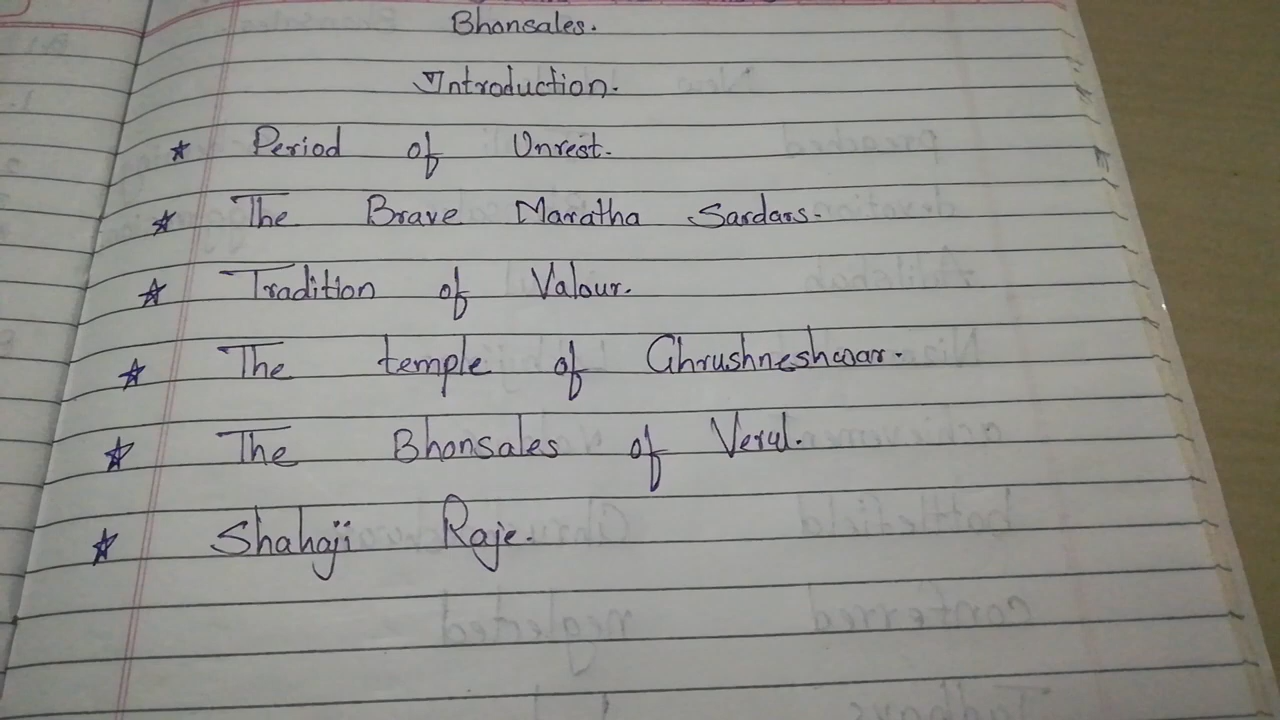 Bhonsales.
Introduction.
★ Period of Unrest.
★ The Brave Maratha Sardars.
★ Tradition of Valour.
★ The temple of Ghrushneshwar.
★ The Bhonsales of Verul.
★ Shahaji Raje.